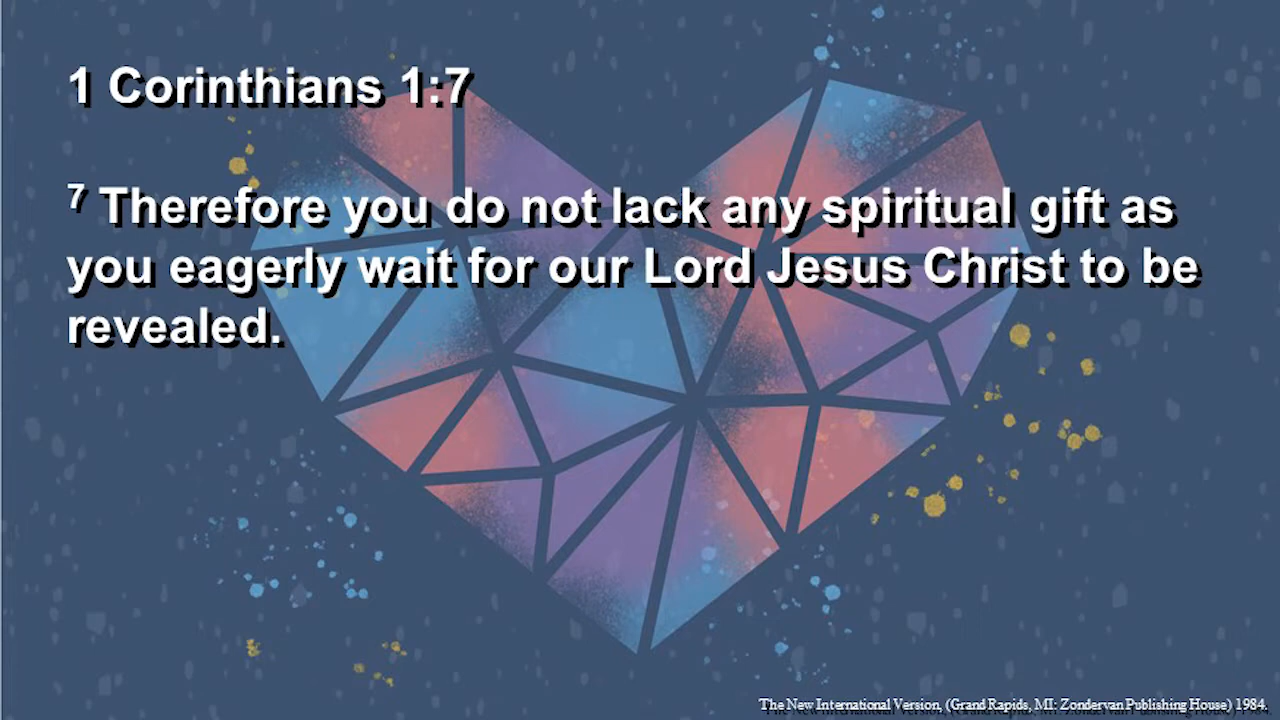 1 Corinthians 1:7
7 Therefore you do not lack any spiritual gift as
you eagerly wait for our Lord Jesus Christ to be
revealed.
The New International Version, (Grand Rapids, MI: Zondervan Publishing House) 1984.